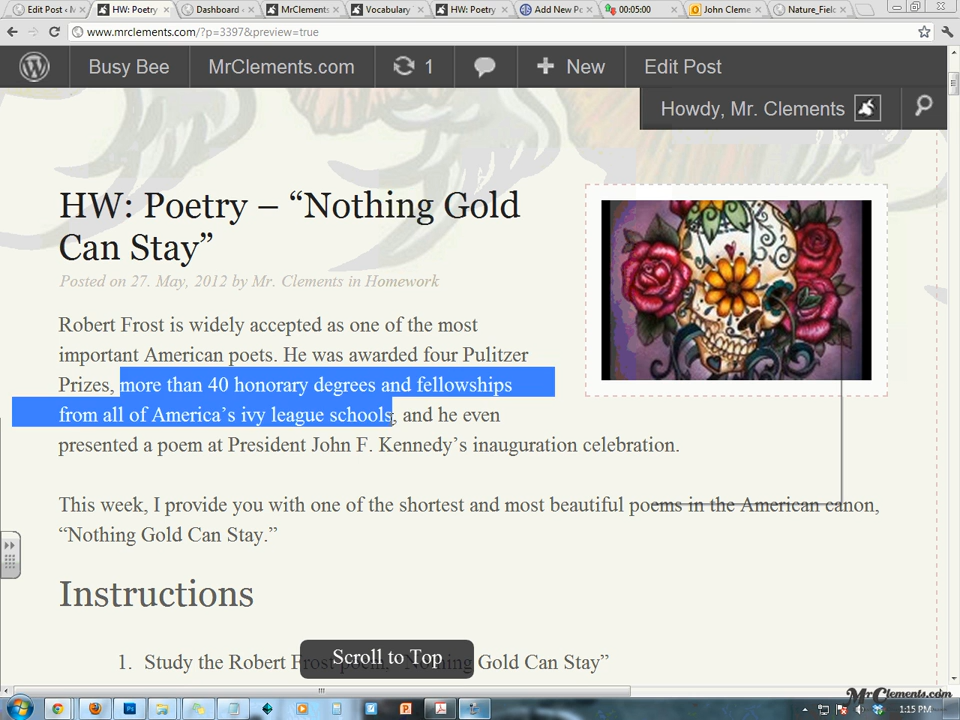 Edit Post ‹ M
HW: Poetry
Dashboard ‹
MrClements
Vocabulary
HW: Poetry
Add New Po
00:05:00
John Cleme
Nature_Field
www.mrclements.com/?p=3397&preview=true
Busy Bee
MrClements.com
1
+ New
Edit Post
Howdy, Mr. Clements
HW: Poetry – “Nothing Gold
Can Stay”
Posted on 27. May, 2012 by Mr. Clements in Homework
Robert Frost is widely accepted as one of the most
important American poets. He was awarded four Pulitzer
Prizes, more than 40 honorary degrees and fellowships
from all of America’s ivy league schools, and he even
presented a poem at President John F. Kennedy’s inauguration celebration.
This week, I provide you with one of the shortest and most beautiful poems in the American canon,
“Nothing Gold Can Stay.”
Instructions
1. Study the Robert Frost poem. “Nothing Gold Can Stay”
Scroll to Top
MrClements.com
1:15 PM